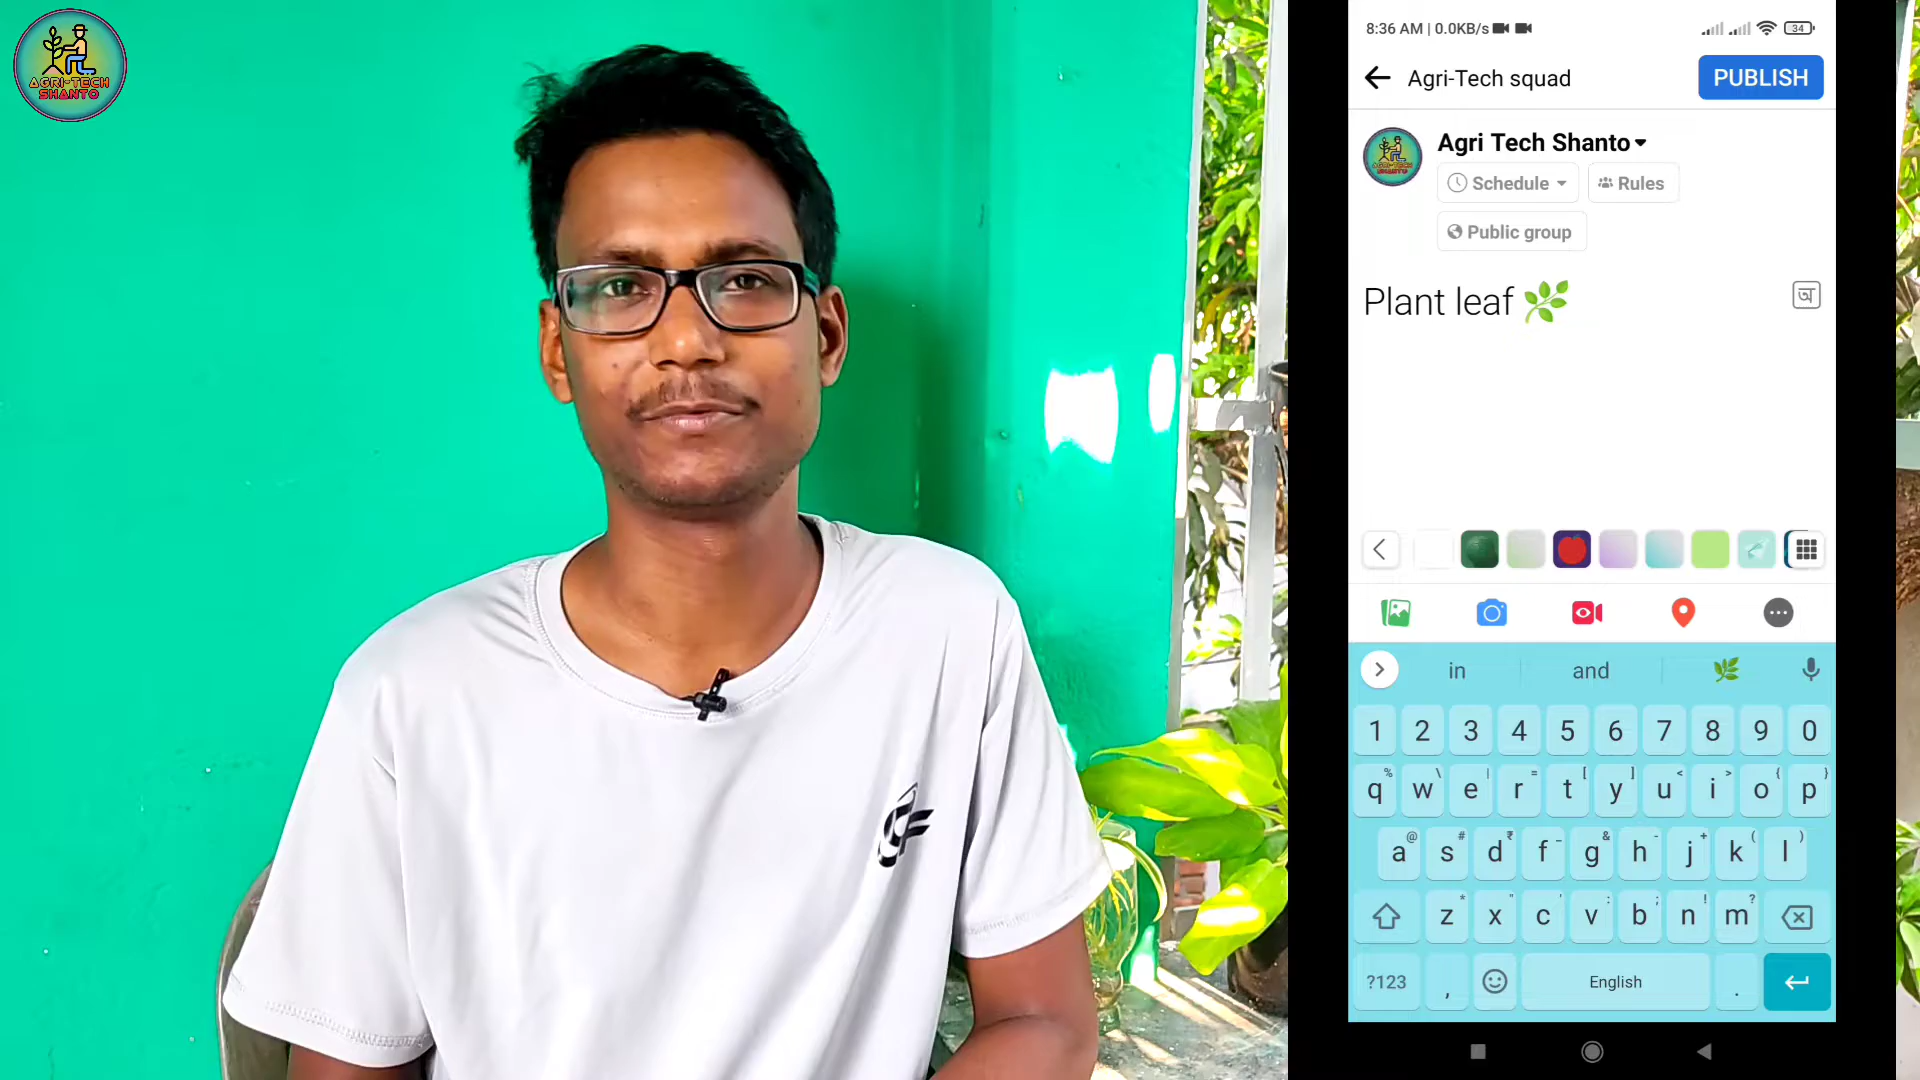 AGRI-TECH
SHANTO
8:36 AM | 0.0KB/s
34
Agri-Tech squad
PUBLISH
Agri Tech Shanto
Schedule
Rules
Public group
Plant leaf 🌿
অ
in and 🌿
1 2 3 4 5 6 7 8 9 0
% \ | = [ ] < > { }
q w e r t y u i o p
@ # ₹ _ & - + ( )
a s d f g h j k l
* " ' : ; ! ?
z x c v b n m
?123 , English .